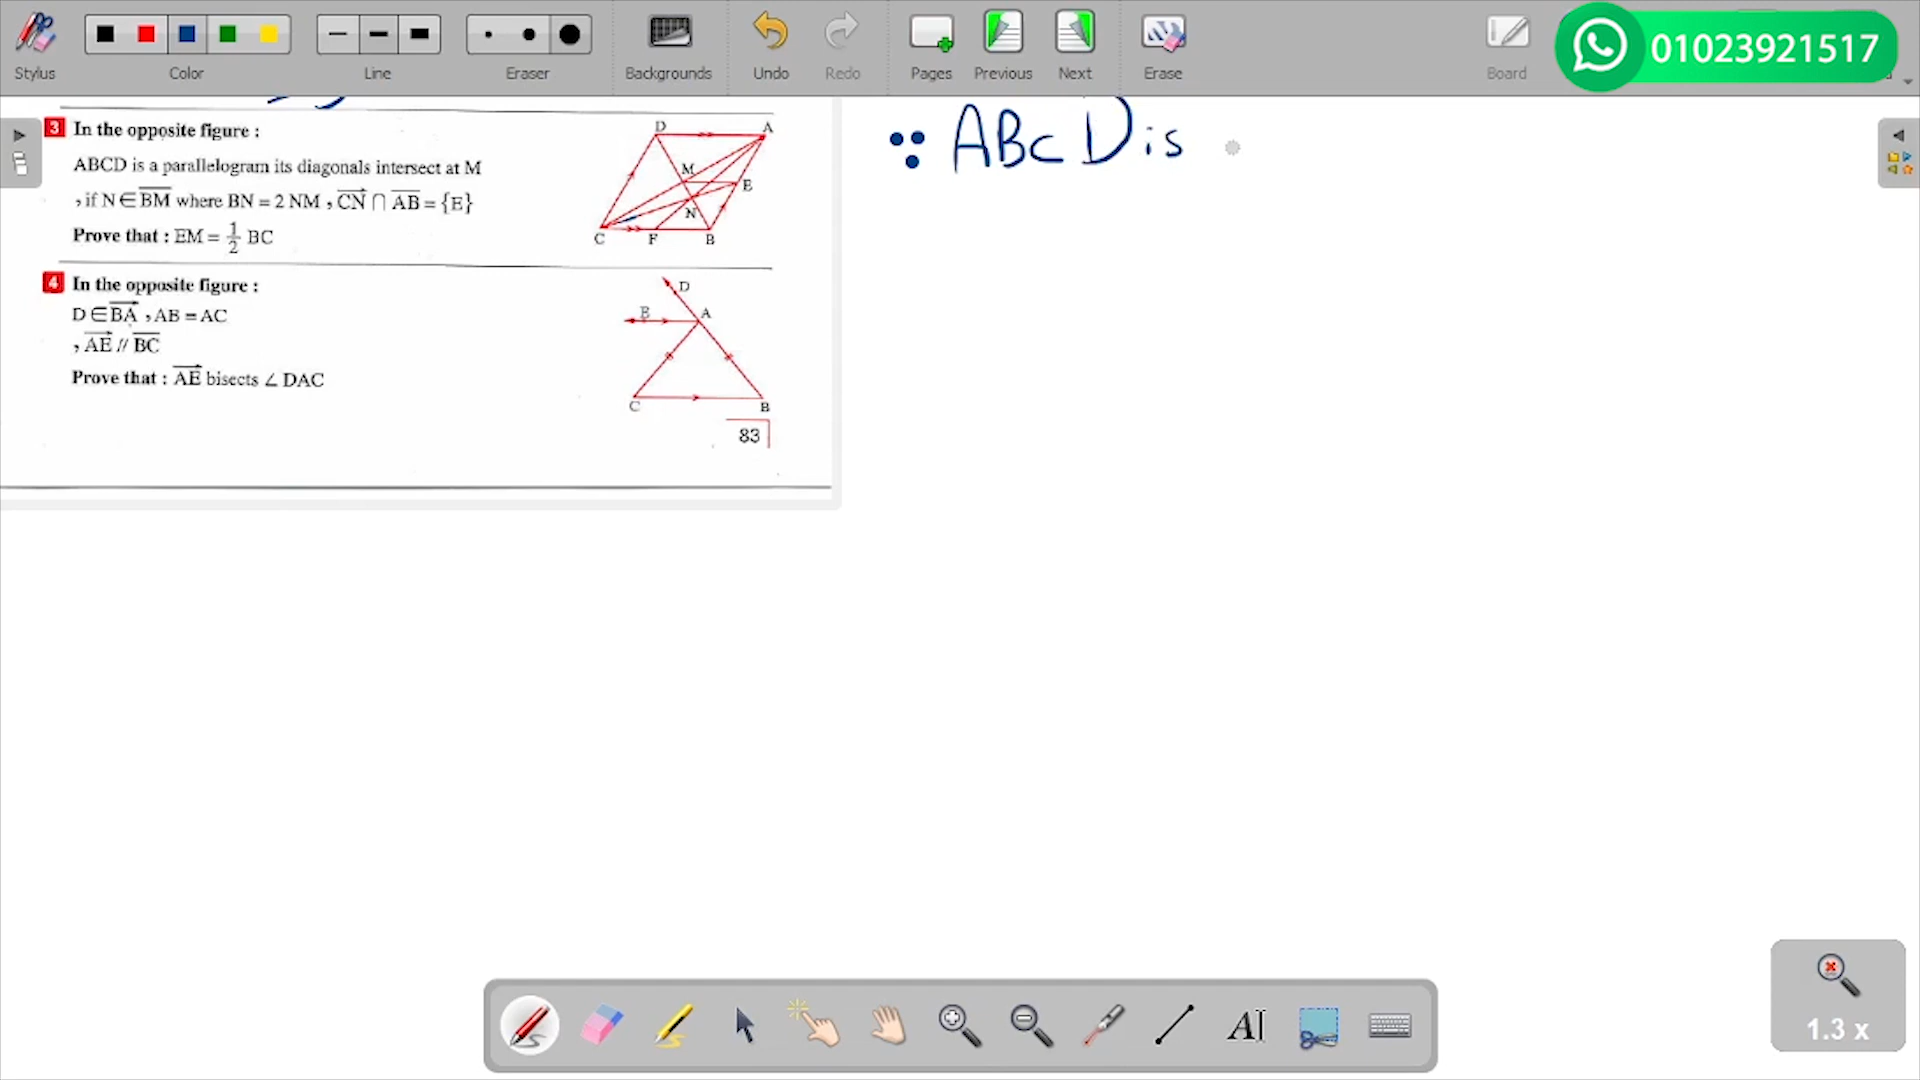 Stylus
Color
Line
Eraser
Backgrounds
Undo
Redo
Pages
Previous
Next
Erase
Board
01023921517
3 In the opposite figure :
ABCD is a parallelogram its diagonals intersect at M
, if N ∈ BM where BN = 2 NM , CN ∩ AB = {E}
Prove that : EM = 1/2 BC
D
A
M
E
N
C
F
B
4 In the opposite figure :
D ∈ BA , AB = AC
, AE // BC
Prove that : AE bisects ∠ DAC
D
E
A
C
B
83
∵ ABCD is
1.3 x